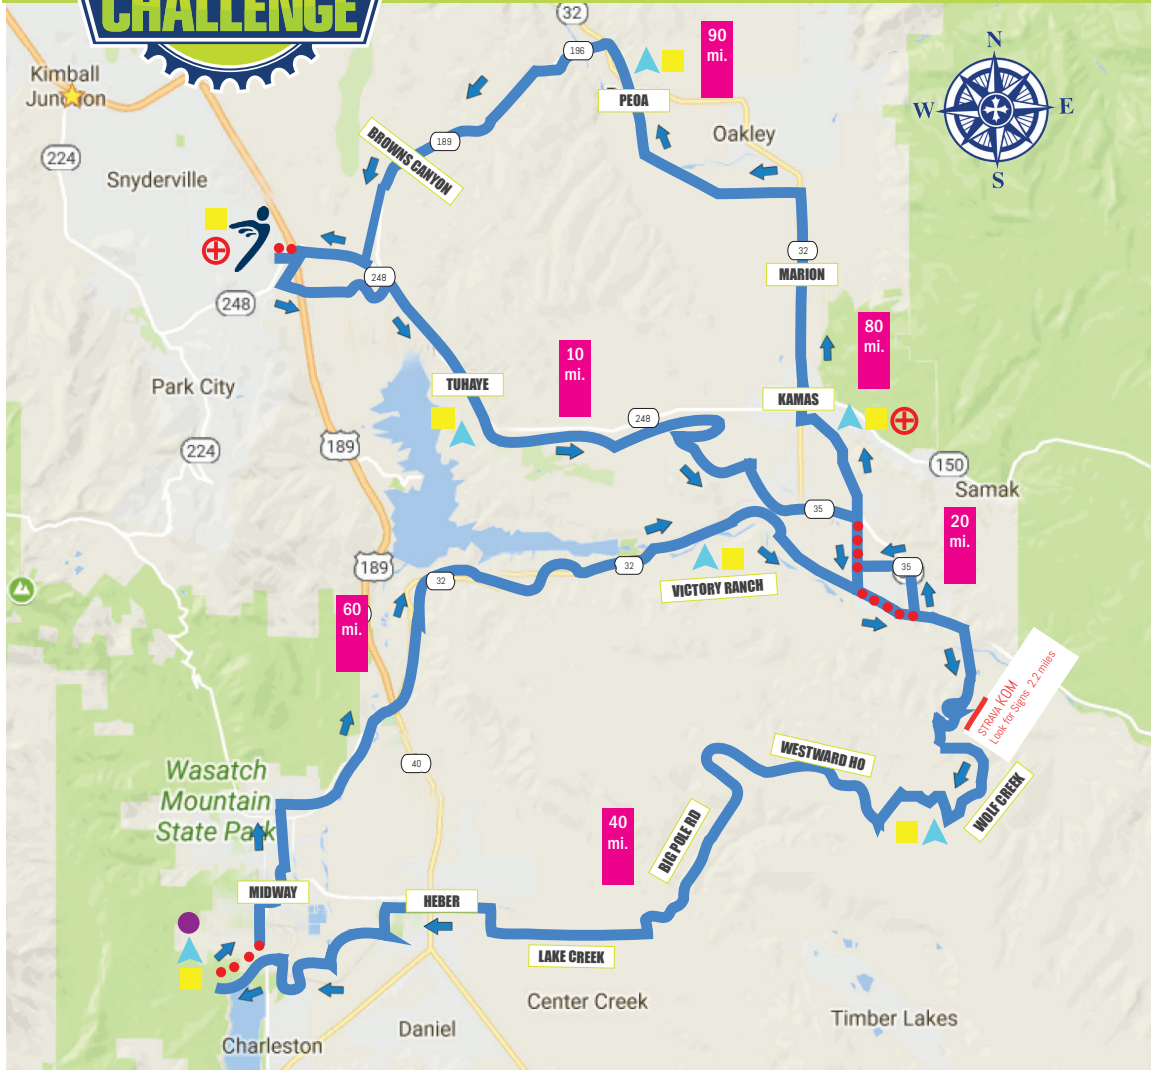 CHALLENGE
32
196
90
mi.
N
W
E
S
Kimball
Junction
PEOA
Oakley
189
BROWNS CANYON
224
Snyderville
32
MARION
248
248
80
mi.
10
mi.
TUHAYE
KAMAS
Park City
248
224
189
150
Samak
35
20
mi.
189
32
32
35
VICTORY RANCH
60
mi.
STRAVA KOM
Look for Signs 2.2 miles
40
WESTWARD HO
WOLF CREEK
Wasatch
Mountain
State Park
40
mi.
BIG POLE RD
MIDWAY
HEBER
LAKE CREEK
Center Creek
Daniel
Timber Lakes
Charleston